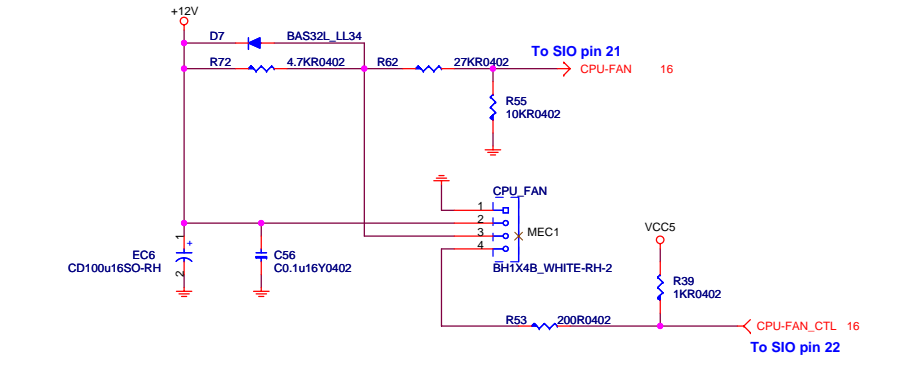 +12V
D7 BAS32L_LL34
R72 4.7KR0402 R62 27KR0402
To SIO pin 21
CPU-FAN 16
R55
10KR0402
CPU_FAN
1
2
3
4
MEC1
BH1X4B_WHITE-RH-2
1
+
EC6
CD100u16SO-RH
2
C56
C0.1u16Y0402
VCC5
R39
1KR0402
R53 200R0402
CPU-FAN_CTL 16
To SIO pin 22